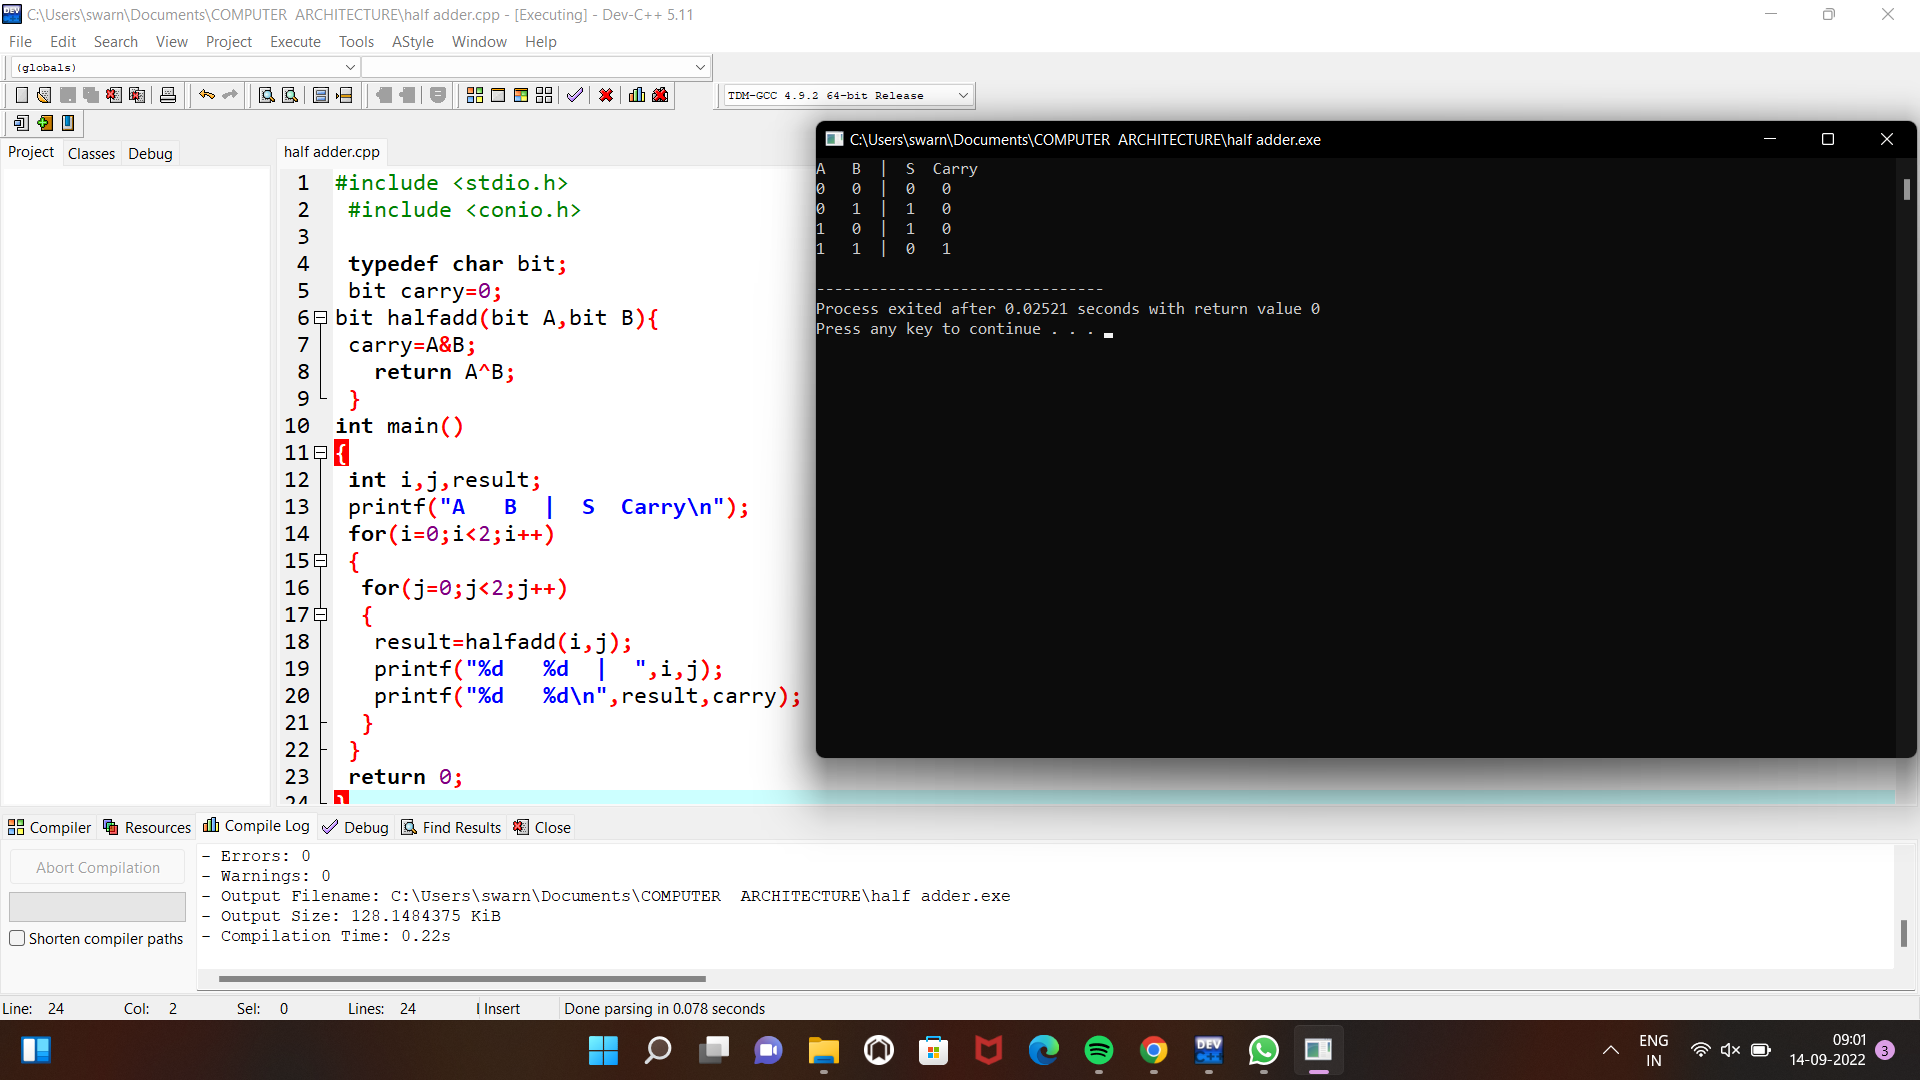 C:\Users\swarn\Documents\COMPUTER  ARCHITECTURE\half adder.cpp - [Executing] - Dev-C++ 5.11
File Edit Search View Project Execute Tools AStyle Window Help
(globals)
TDM-GCC 4.9.2 64-bit Release
Project Classes Debug
half adder.cpp
1 #include <stdio.h>
2  #include <conio.h>
3
4  typedef char bit;
5  bit carry=0;
6 bit halfadd(bit A,bit B){
7  carry=A&B;
8    return A^B;
9  }
10 int main()
11 {
12  int i,j,result;
13  printf("A   B  |  S  Carry\n");
14  for(i=0;i<2;i++)
15  {
16   for(j=0;j<2;j++)
17   {
18    result=halfadd(i,j);
19    printf("%d   %d  |  ",i,j);
20    printf("%d   %d\n",result,carry);
21   }
22  }
23  return 0;
24 }
C:\Users\swarn\Documents\COMPUTER  ARCHITECTURE\half adder.exe
A   B  |  S  Carry
0   0  |  0   0
0   1  |  1   0
1   0  |  1   0
1   1  |  0   1
--------------------------------
Process exited after 0.02521 seconds with return value 0
Press any key to continue . . .
Compiler Resources Compile Log Debug Find Results Close
Abort Compilation
Shorten compiler paths
- Errors: 0
- Warnings: 0
- Output Filename: C:\Users\swarn\Documents\COMPUTER  ARCHITECTURE\half adder.exe
- Output Size: 128.1484375 KiB
- Compilation Time: 0.22s
Line: 24 Col: 2 Sel: 0 Lines: 24 Insert Done parsing in 0.078 seconds
DEV C++
ENG
IN
09:01
14-09-2022
3